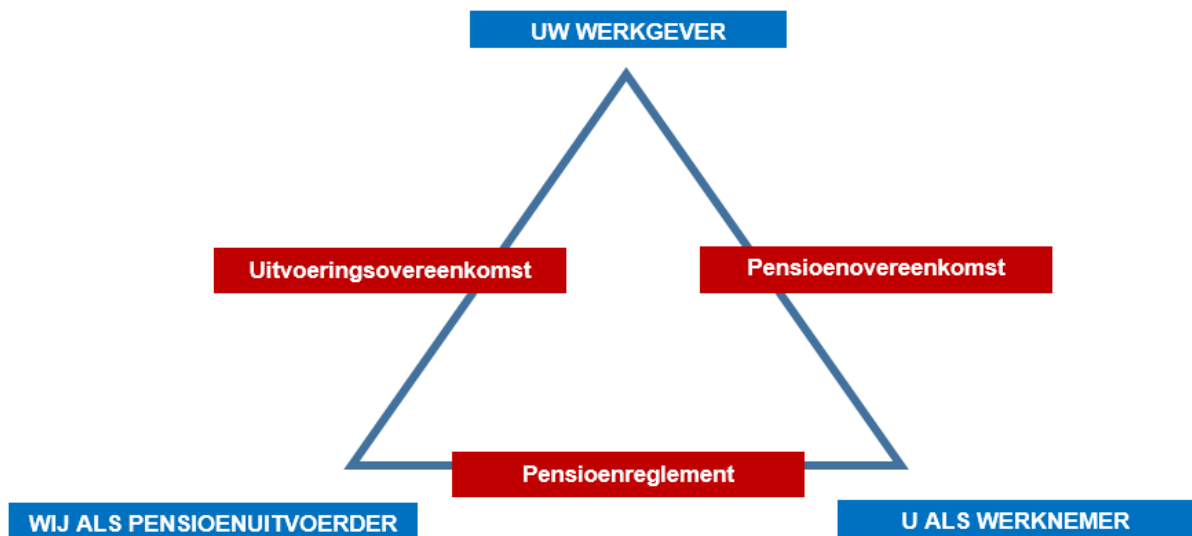 UW WERKGEVER
Uitvoeringsovereenkomst
Pensioenovereenkomst
Pensioenreglement
WIJ ALS PENSIOENUITVOERDER
U ALS WERKNEMER